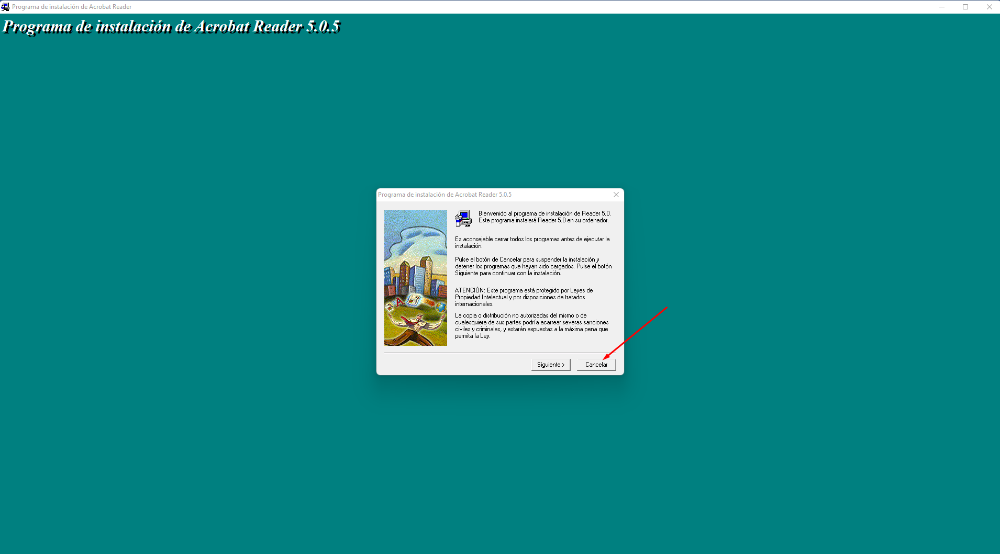 Programa de instalación de Acrobat Reader
Programa de instalación de Acrobat Reader 5.0.5
Programa de instalación de Acrobat Reader 5.0.5
Bienvenido al programa de instalación de Reader 5.0.
Este programa instalará Reader 5.0 en su ordenador.
Es aconsejable cerrar todos los programas antes de ejecutar la
instalación.
Pulse el botón de Cancelar para suspender la instalación y
detener los programas que hayan sido cargados. Pulse el botón
Siguiente para continuar con la instalación.
ATENCIÓN: Este programa está protegido por Leyes de
Propiedad Intelectual y por disposiciones de tratados
internacionales.
La copia o distribución no autorizadas del mismo o de
cualesquiera de sus partes podría acarrear severas sanciones
civiles y criminales, y estarán expuestas a la máxima pena que
permita la Ley.
Siguiente >
Cancelar